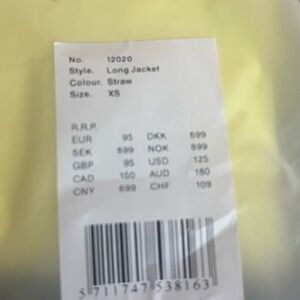 No. 12020
Style. Long Jacket
Colour. Straw
Size. XS
R.R.P.
EUR 95 DKK 699
SEK 899 NOK 899
GBP 95 USD 125
CAD 150 AUD 180
CNY 699 CHF 109
5 711747 538163